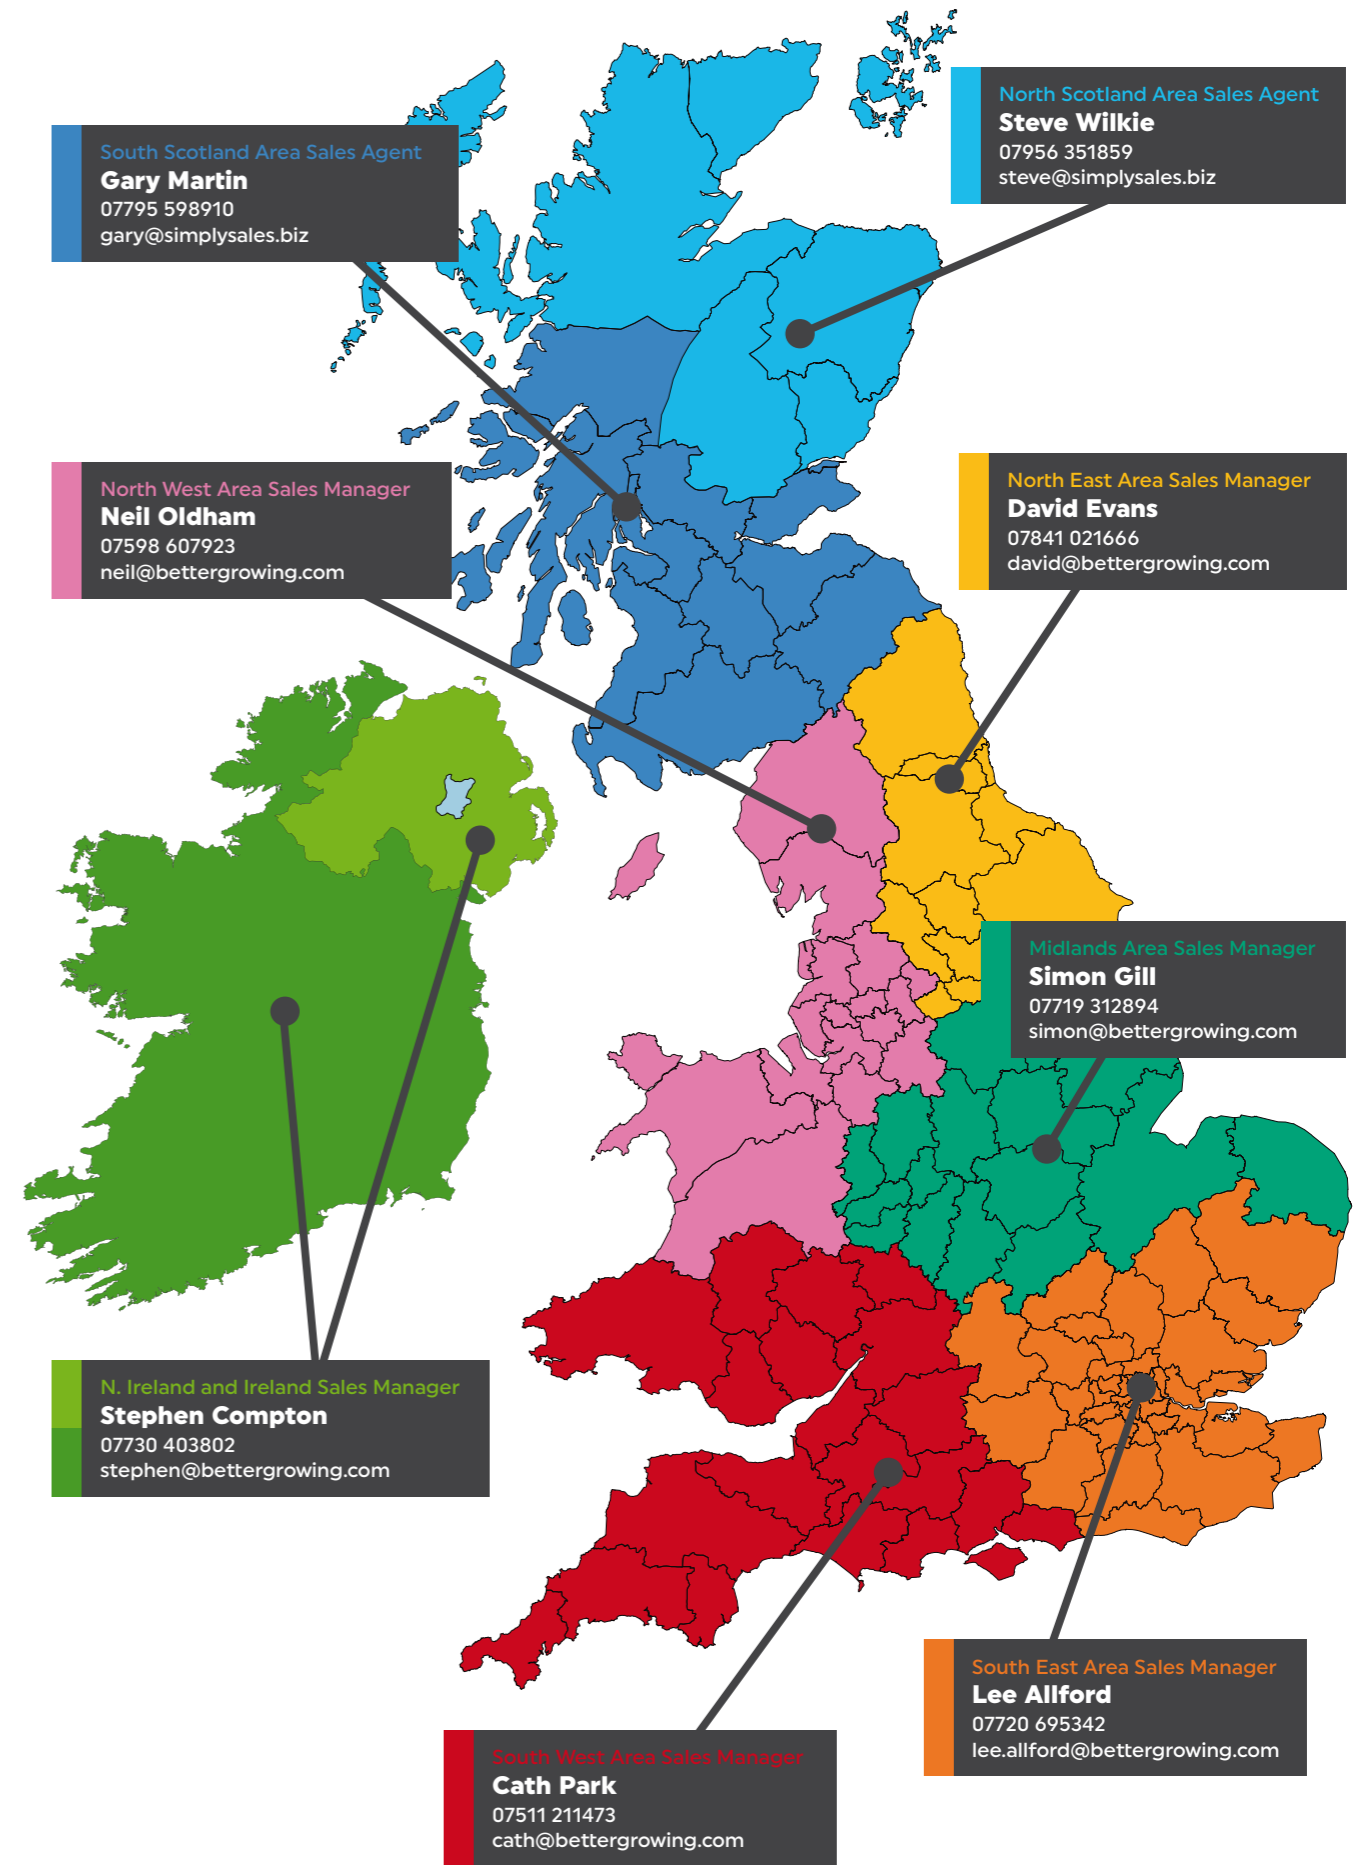 North Scotland Area Sales Agent
Steve Wilkie
07956 351859
steve@simplysales.biz
South Scotland Area Sales Agent
Gary Martin
07795 598910
gary@simplysales.biz
North West Area Sales Manager
Neil Oldham
07598 607923
neil@bettergrowing.com
North East Area Sales Manager
David Evans
07841 021666
david@bettergrowing.com
Midlands Area Sales Manager
Simon Gill
07719 312894
simon@bettergrowing.com
N. Ireland and Ireland Sales Manager
Stephen Compton
07730 403802
stephen@bettergrowing.com
South East Area Sales Manager
Lee Allford
07720 695342
lee.allford@bettergrowing.com
South West Area Sales Manager
Cath Park
07511 211473
cath@bettergrowing.com